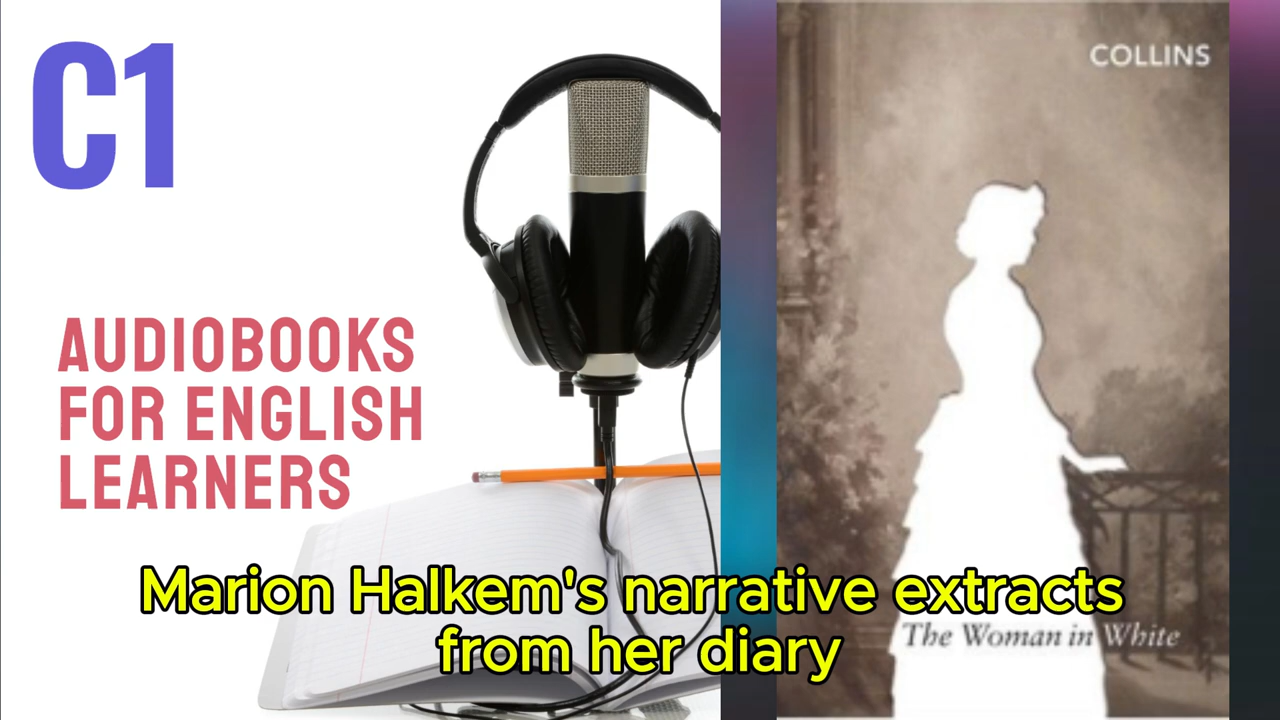 C1
AUDIOBOOKS
FOR ENGLISH
LEARNERS
COLLINS
The Woman in White
Marion Halkem's narrative extracts
from her diary